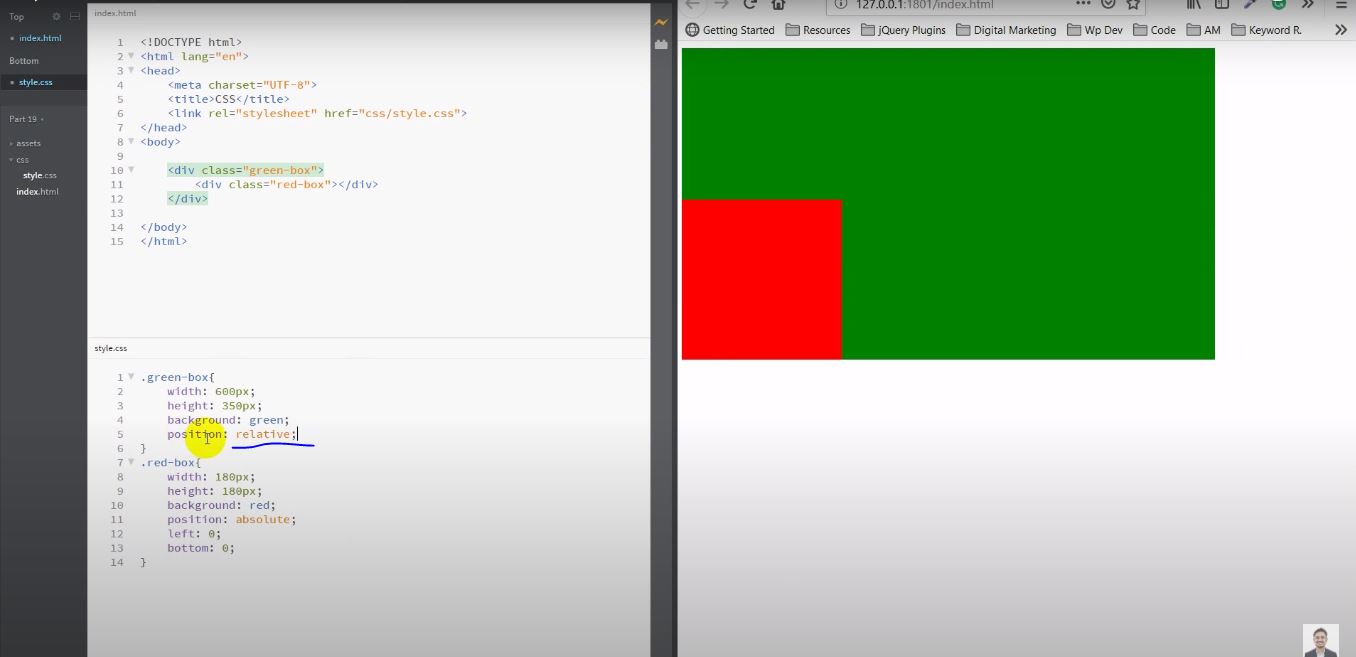 Top
index.html
Bottom
style.css
Part 19
assets
css
style.css
index.html
index.html
1 <!DOCTYPE html>
2 <html lang="en">
3 <head>
4 <meta charset="UTF-8">
5 <title>CSS</title>
6 <link rel="stylesheet" href="css/style.css">
7 </head>
8 <body>
9
10 <div class="green-box">
11 <div class="red-box"></div>
12 </div>
13
14 </body>
15 </html>
style.css
1 .green-box{
2 width: 600px;
3 height: 350px;
4 background: green;
5 position: relative;
6 }
7 .red-box{
8 width: 180px;
9 height: 180px;
10 background: red;
11 position: absolute;
12 left: 0;
13 bottom: 0;
14 }
127.0.0.1:1801/index.html
Getting Started Resources jQuery Plugins Digital Marketing Wp Dev Code AM Keyword R.